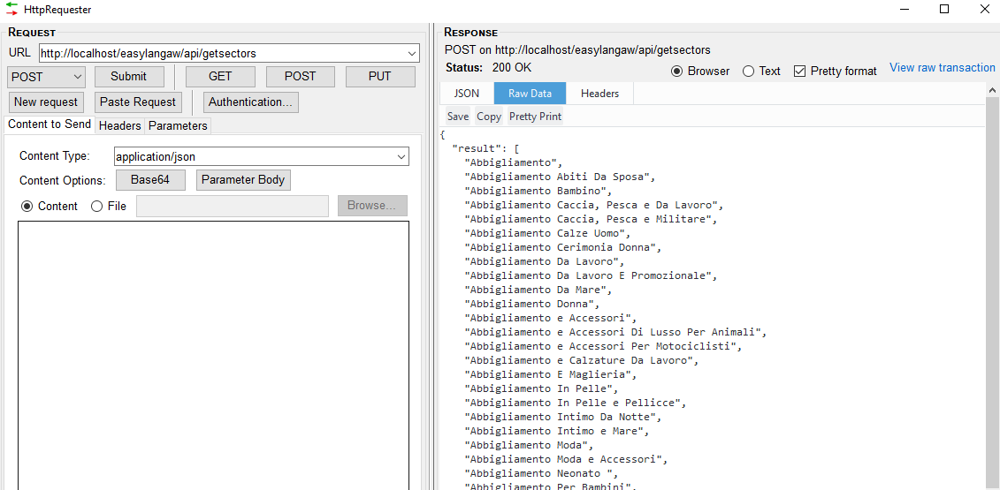 HttpRequester
REQUEST
URL http://localhost/easylangaw/api/getsectors
POST Submit GET POST PUT
New request Paste Request Authentication...
Content to Send Headers Parameters
Content Type: application/json
Content Options: Base64 Parameter Body
Content File Browse...
RESPONSE
POST on http://localhost/easylangaw/api/getsectors
Status: 200 OK Browser Text Pretty format View raw transaction
JSON Raw Data Headers
Save Copy Pretty Print
{
"result": [
"Abbigliamento",
"Abbigliamento Abiti Da Sposa",
"Abbigliamento Bambino",
"Abbigliamento Caccia, Pesca e Da Lavoro",
"Abbigliamento Caccia, Pesca e Militare",
"Abbigliamento Calze Uomo",
"Abbigliamento Cerimonia Donna",
"Abbigliamento Da Lavoro",
"Abbigliamento Da Lavoro E Promozionale",
"Abbigliamento Da Mare",
"Abbigliamento Donna",
"Abbigliamento e Accessori",
"Abbigliamento e Accessori Di Lusso Per Animali",
"Abbigliamento e Accessori Per Motociclisti",
"Abbigliamento e Calzature Da Lavoro",
"Abbigliamento E Maglieria",
"Abbigliamento In Pelle",
"Abbigliamento In Pelle e Pellicce",
"Abbigliamento Intimo Da Notte",
"Abbigliamento Intimo e Mare",
"Abbigliamento Moda",
"Abbigliamento Moda e Accessori",
"Abbigliamento Neonato ",
"Abbigliamento Per Bambini",